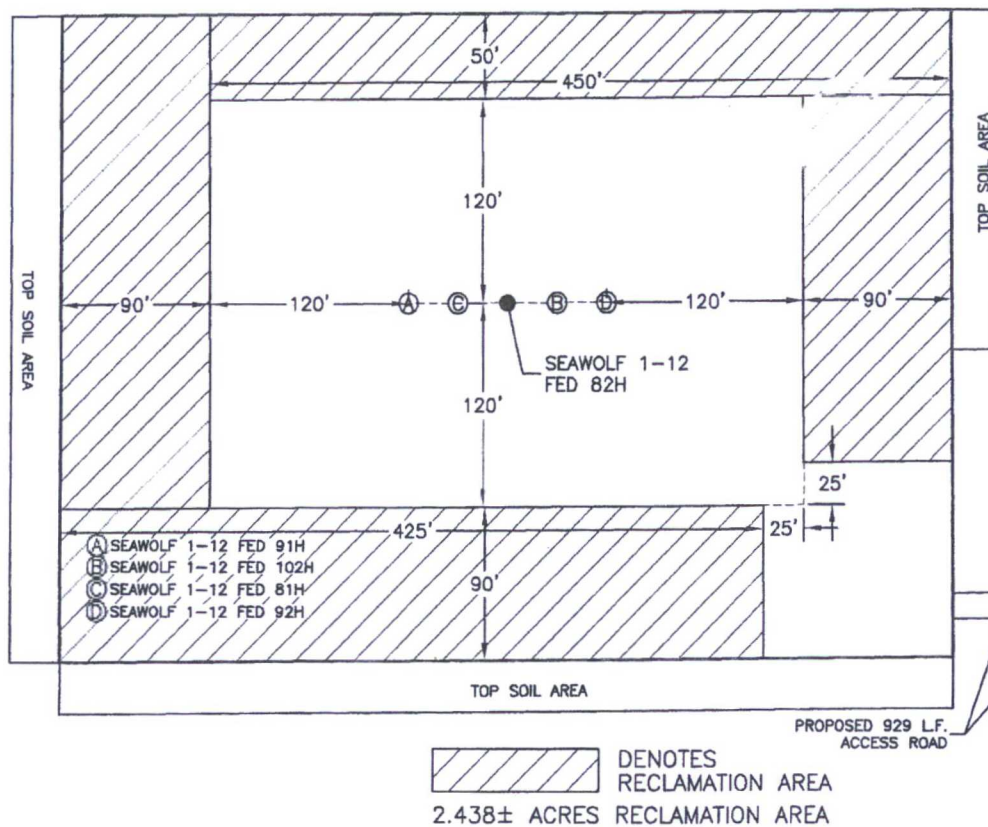 50'
450'
TOP SOIL AREA
120'
TOP SOIL AREA
90'
120'
A
C
B
D
120'
90'
SEAWOLF 1-12
FED 82H
120'
25'
425'
25'
A SEAWOLF 1-12 FED 91H
B SEAWOLF 1-12 FED 102H
C SEAWOLF 1-12 FED 81H
D SEAWOLF 1-12 FED 92H
90'
TOP SOIL AREA
PROPOSED 929 L.F.
ACCESS ROAD
DENOTES
RECLAMATION AREA
2.438± ACRES RECLAMATION AREA